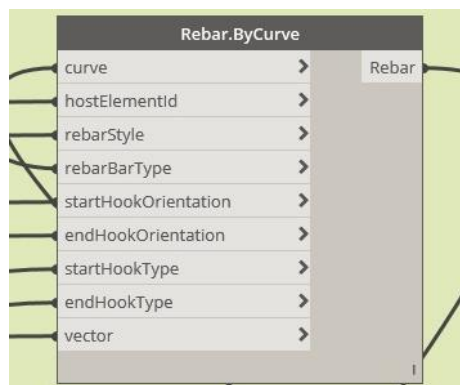 Rebar.ByCurve
curve > Rebar
hostElementId >
rebarStyle >
rebarBarType >
startHookOrientation >
endHookOrientation >
startHookType >
endHookType >
vector >
I